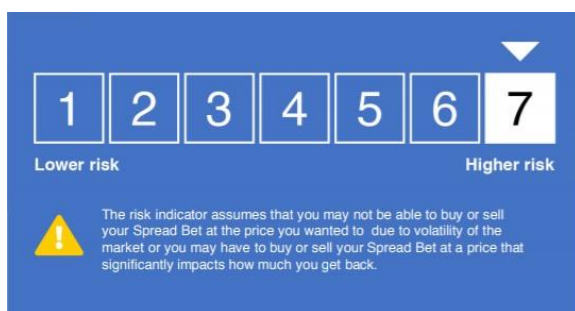 1 2 3 4 5 6 7
Lower risk Higher risk
The risk indicator assumes that you may not be able to buy or sell
your Spread Bet at the price you wanted to due to volatility of the
market or you may have to buy or sell your Spread Bet at a price that
significantly impacts how much you get back.